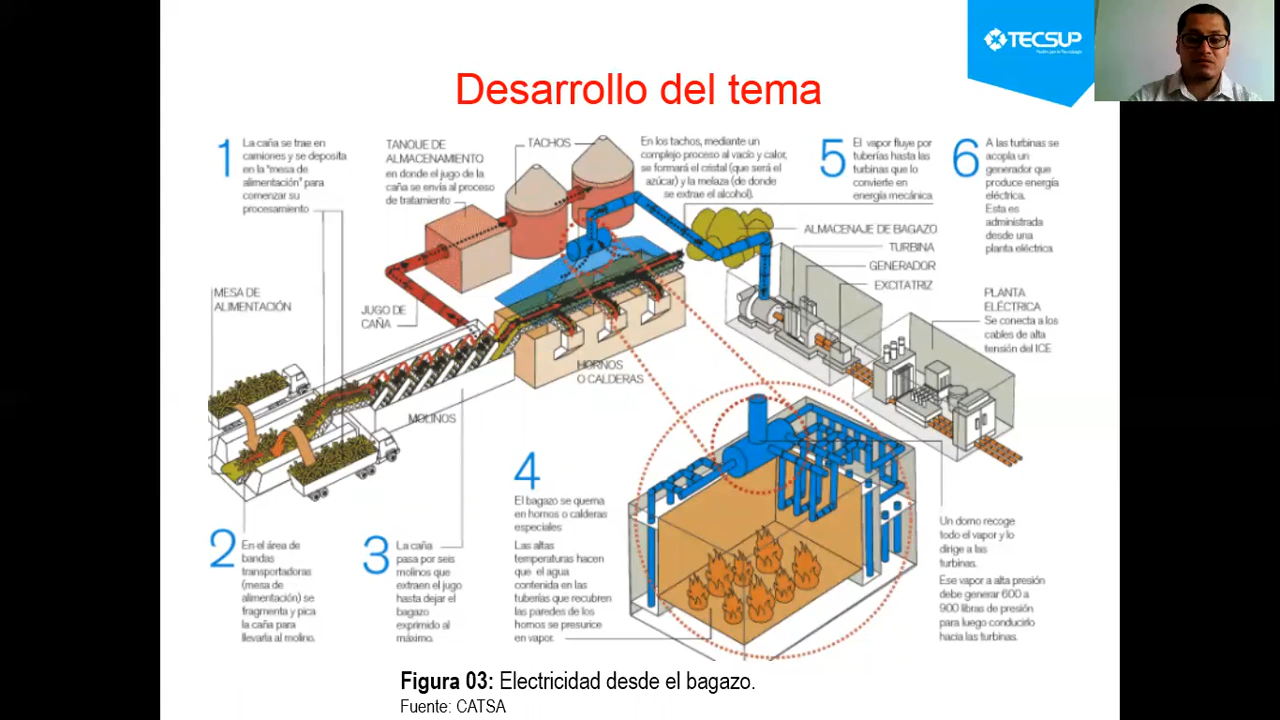 TECSUP
Desarrollo del tema
1
La caña se trae en
camiones y se deposita
en la "mesa de
alimentación" para
comenzar su
procesamiento
TANQUE DE
ALMACENAMIENTO
en donde el jugo de la
caña se envía al proceso
de tratamiento
TACHOS
En los tachos, mediante un
complejo proceso al vacío y calor,
se formará el cristal (que será el
azúcar) y la melaza (de donde
se extrae el alcohol).
5
El vapor fluye por
tuberías hasta las
turbinas que lo
convierte en
energía mecánica
6
A las turbinas se
acopla un
generador que
produce energía
eléctrica.
Esta es
administrada
desde una
planta eléctrica
ALMACENAJE DE BAGAZO
TURBINA
GENERADOR
EXCITATRIZ
MESA DE
ALIMENTACIÓN
JUGO DE
CAÑA
PLANTA
ELÉCTRICA
Se conecta a los
cables de alta
tensión del ICE
HORNOS
O CALDERAS
MOLINOS
2
En el área de
bandas
transportadoras
(mesa de
alimentación) se
fragmenta y pica
la caña para
llevarla al molino.
3
La caña
pasa por seis
molinos que
extraen el jugo
hasta dejar el
bagazo
exprimido al
máximo.
4
El bagazo se quema
en hornos o calderas
especiales
Las altas
temperaturas hacen
que el agua
contenida en las
tuberías que recubren
las paredes de los
hornos se presurice
en vapor.
Un domo recoge
todo el vapor y lo
dirige a las
turbinas.
Ese vapor a alta presión
debe generar 600 a
900 libras de presión
para luego conducirlo
hacia las turbinas.
Figura 03: Electricidad desde el bagazo.
Fuente: CATSA